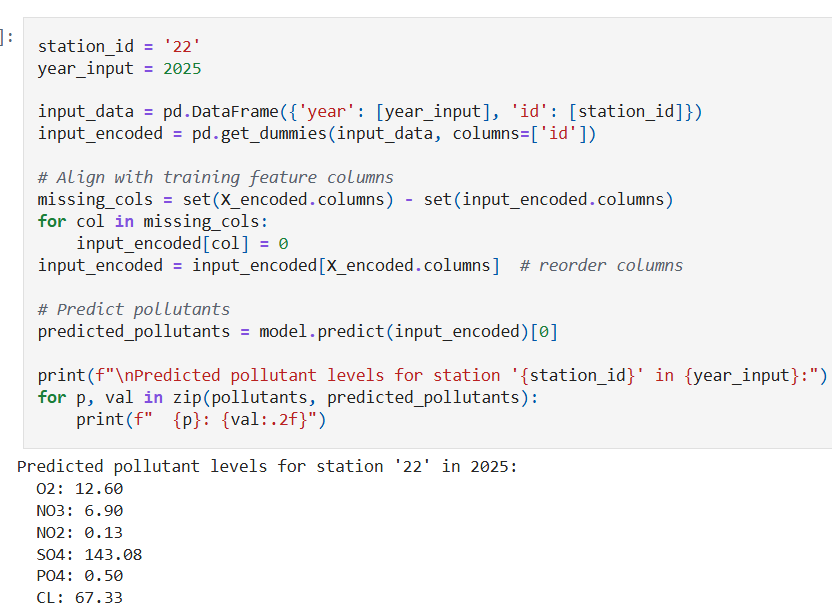 ]:
station_id = '22'
year_input = 2025
input_data = pd.DataFrame({'year': [year_input], 'id': [station_id]})
input_encoded = pd.get_dummies(input_data, columns=['id'])
# Align with training feature columns
missing_cols = set(X_encoded.columns) - set(input_encoded.columns)
for col in missing_cols:
    input_encoded[col] = 0
input_encoded = input_encoded[X_encoded.columns]  # reorder columns
# Predict pollutants
predicted_pollutants = model.predict(input_encoded)[0]
print(f"\nPredicted pollutant levels for station '{station_id}' in {year_input}:")
for p, val in zip(pollutants, predicted_pollutants):
    print(f"  {p}: {val:.2f}")
Predicted pollutant levels for station '22' in 2025:
  O2: 12.60
  NO3: 6.90
  NO2: 0.13
  SO4: 143.08
  PO4: 0.50
  CL: 67.33